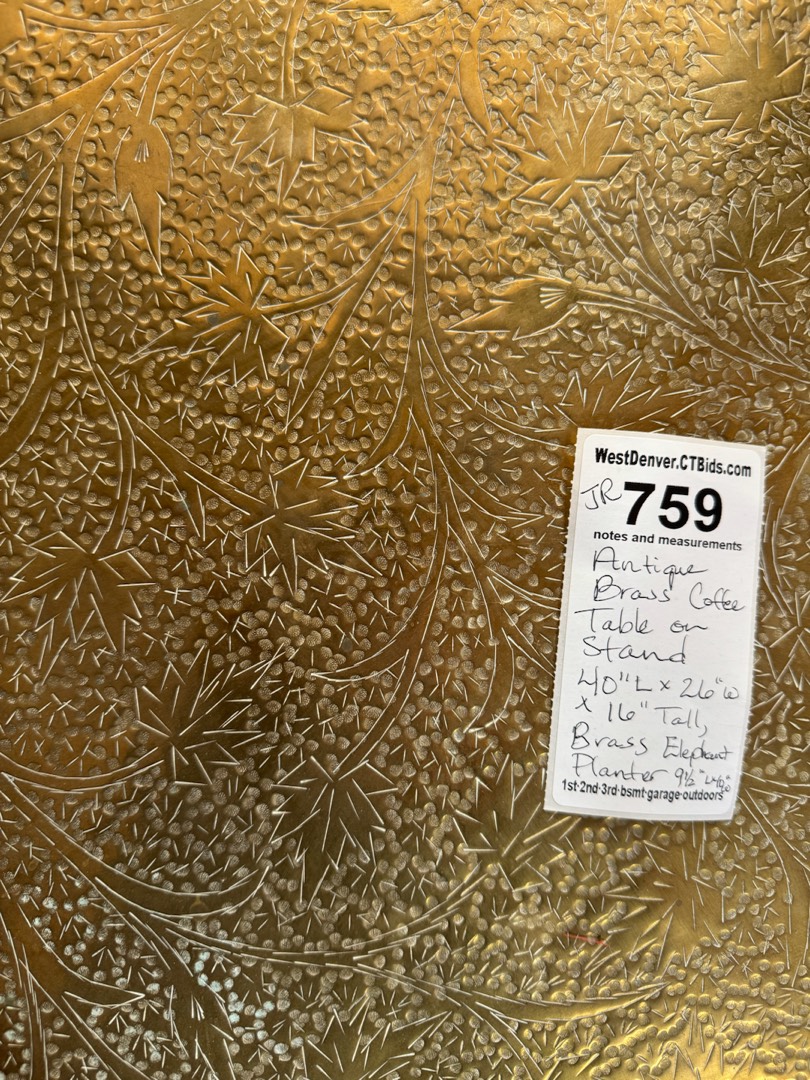 WestDenver.CTBids.com
JR 759
notes and measurements
Antique
Brass Coffee
Table on
Stand
40"L x 26"W
x 16" Tall,
Brass Elephant
Planter 9½"
1st·2nd·3rd·bsmt·garage·outdoors